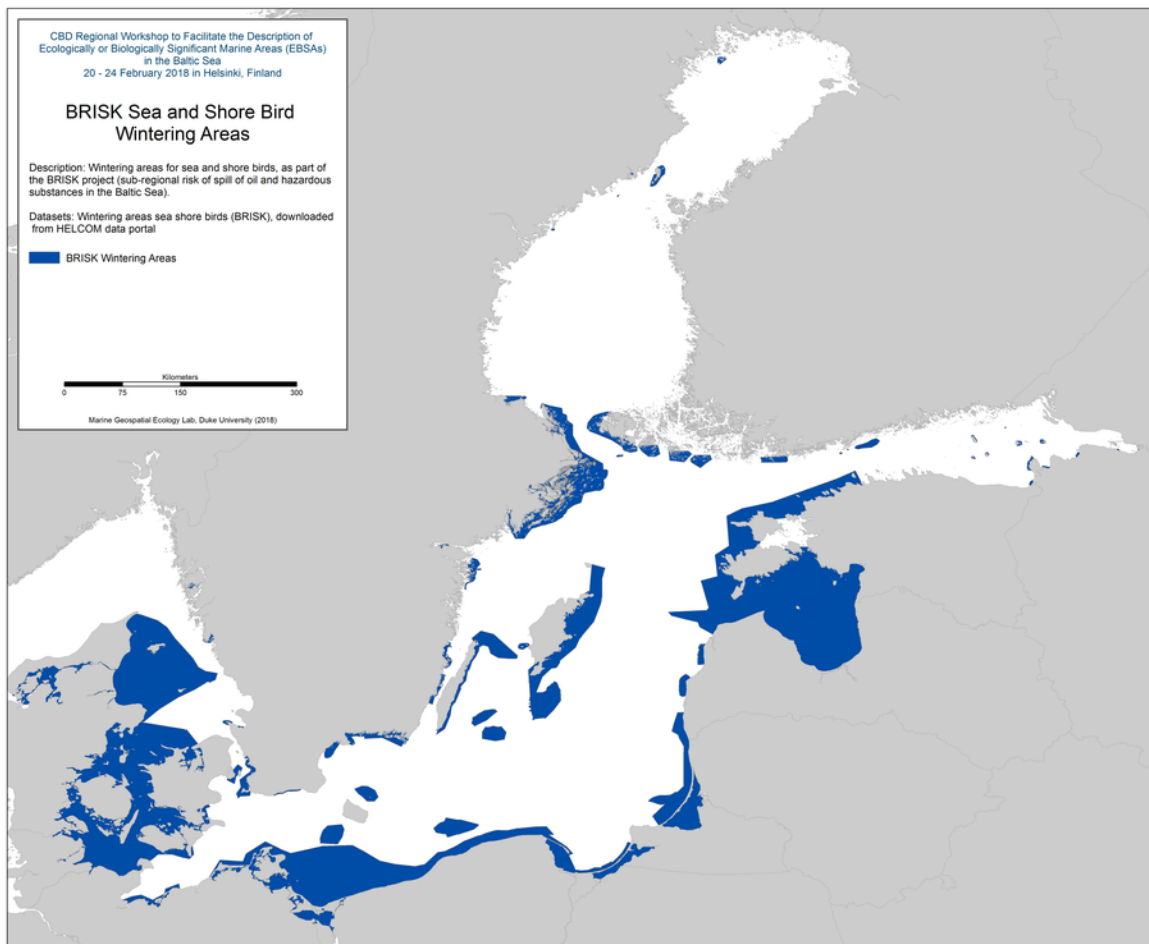 CBD Regional Workshop to Facilitate the Description of
Ecologically or Biologically Significant Marine Areas (EBSAs)
in the Baltic Sea
20 - 24 February 2018 in Helsinki, Finland
BRISK Sea and Shore Bird
Wintering Areas
Description: Wintering areas for sea and shore birds, as part of
the BRISK project (sub-regional risk of spill of oil and hazardous
substances in the Baltic Sea).
Datasets: Wintering areas sea shore birds (BRISK), downloaded
from HELCOM data portal
BRISK Wintering Areas
Kilometers
0 75 150 300
Marine Geospatial Ecology Lab, Duke University (2018)